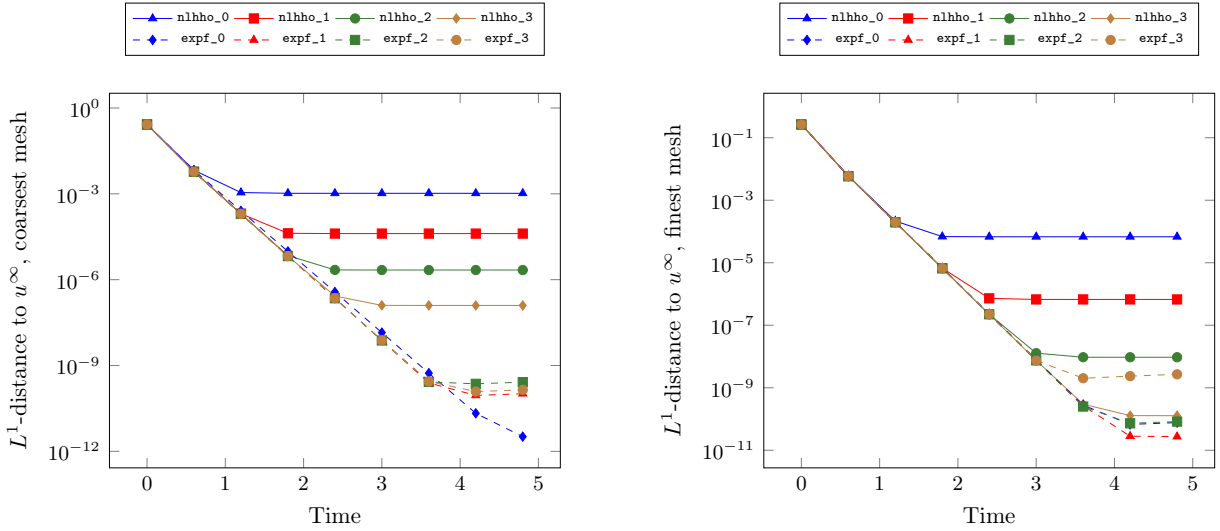 nlhho_0 nlhho_1 nlhho_2 nlhho_3
expf_0 expf_1 expf_2 expf_3
10^0
10^−3
10^−6
10^−9
10^−12
0 1 2 3 4 5
Time
L^1-distance to u^∞, coarsest mesh
nlhho_0 nlhho_1 nlhho_2 nlhho_3
expf_0 expf_1 expf_2 expf_3
10^−1
10^−3
10^−5
10^−7
10^−9
10^−11
0 1 2 3 4 5
Time
L^1-distance to u^∞, finest mesh